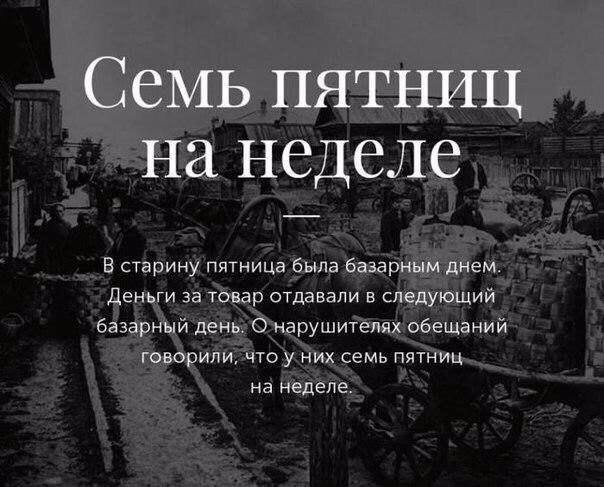 Семь пятниц
на неделе
В старину пятница была базарным днем.
Деньги за товар отдавали в следующий
базарный день. О нарушителях обещаний
говорили, что у них семь пятниц
на неделе.